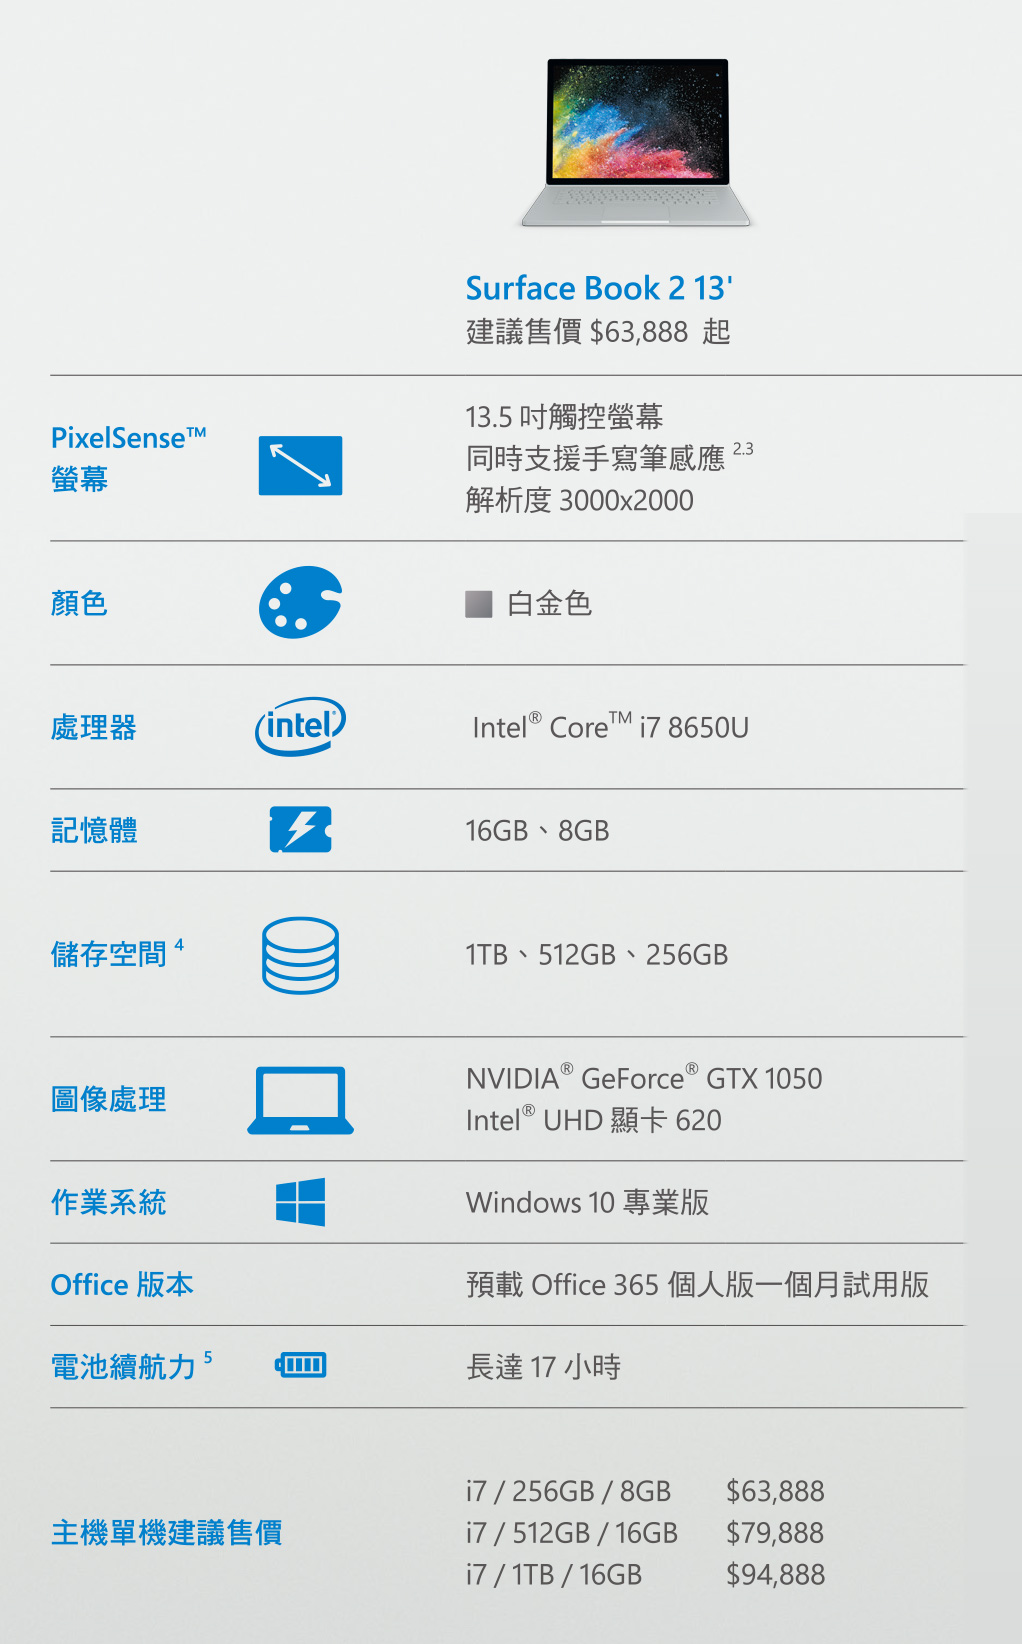 Surface Book 2 13'
建議售價 $63,888 起
PixelSense™
螢幕
13.5 吋觸控螢幕
同時支援手寫筆感應 2.3
解析度 3000x2000
顏色
白金色
處理器
intel
Intel® Core™ i7 8650U
記憶體
16GB、8GB
儲存空間 4
1TB、512GB、256GB
圖像處理
NVIDIA® GeForce® GTX 1050
Intel® UHD 顯卡 620
作業系統
Windows 10 專業版
Office 版本
預載 Office 365 個人版一個月試用版
電池續航力 5
長達 17 小時
主機單機建議售價
i7 / 256GB / 8GB $63,888
i7 / 512GB / 16GB $79,888
i7 / 1TB / 16GB $94,888